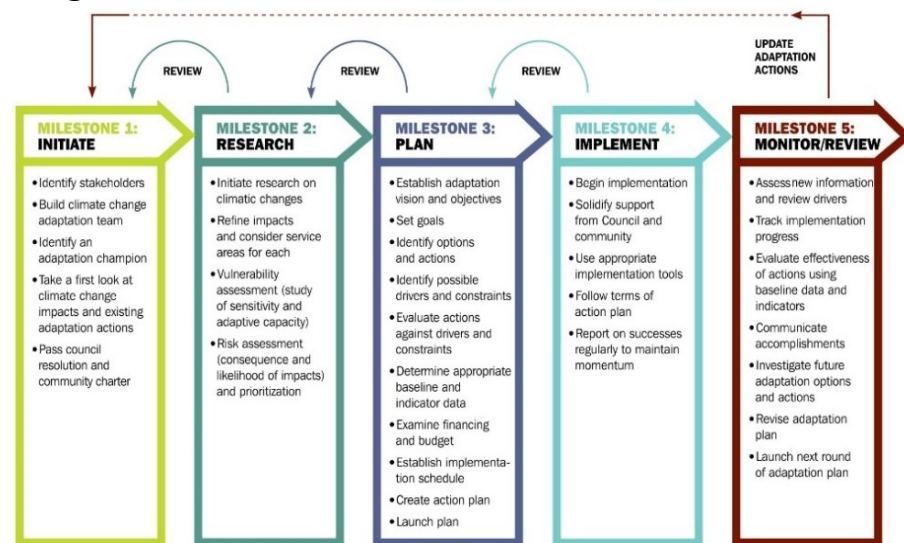 REVIEW
REVIEW
REVIEW
UPDATE
ADAPTATION
ACTIONS
MILESTONE 1:
INITIATE
• Identify stakeholders
• Build climate change
adaptation team
• Identify an
adaptation champion
• Take a first look at
climate change
impacts and existing
adaptation actions
• Pass council
resolution and
community charter
MILESTONE 2:
RESEARCH
• Initiate research on
climatic changes
• Refine impacts
and consider service
areas for each
• Vulnerability
assessment (study
of sensitivity and
adaptive capacity)
• Risk assessment
(consequence and
likelihood of impacts)
and prioritization
MILESTONE 3:
PLAN
• Establish adaptation
vision and objectives
• Set goals
• Identify options
and actions
• Identify possible
drivers and constraints
• Evaluate actions
against drivers and
constraints
• Determine appropriate
baseline and
indicator data
• Examine financing
and budget
• Establish implementa-
tion schedule
• Create action plan
• Launch plan
MILESTONE 4:
IMPLEMENT
• Begin implementation
• Solidify support
from Council and
community
• Use appropriate
implementation tools
• Follow terms of
action plan
• Report on successes
regularly to maintain
momentum
MILESTONE 5:
MONITOR/REVIEW
• Assess new information
and review drivers
• Track implementation
progress
• Evaluate effectiveness
of actions using
baseline data and
indicators
• Communicate
accomplishments
• Investigate future
adaptation options
and actions
• Revise adaptation
plan
• Launch next round
of adaptation plan